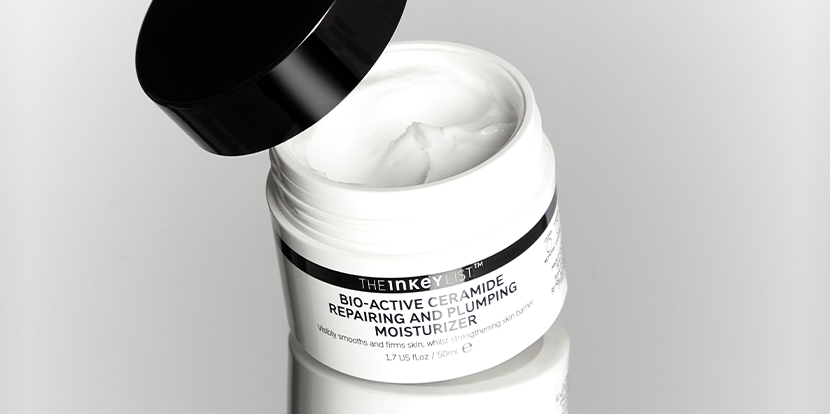 THE INKEY LIST™
BIO-ACTIVE CERAMIDE
REPAIRING AND PLUMPING
MOISTURIZER
Visibly smooths and firms skin, whilst strengthening skin barrier.
1.7 US fl.oz / 50ml ℮